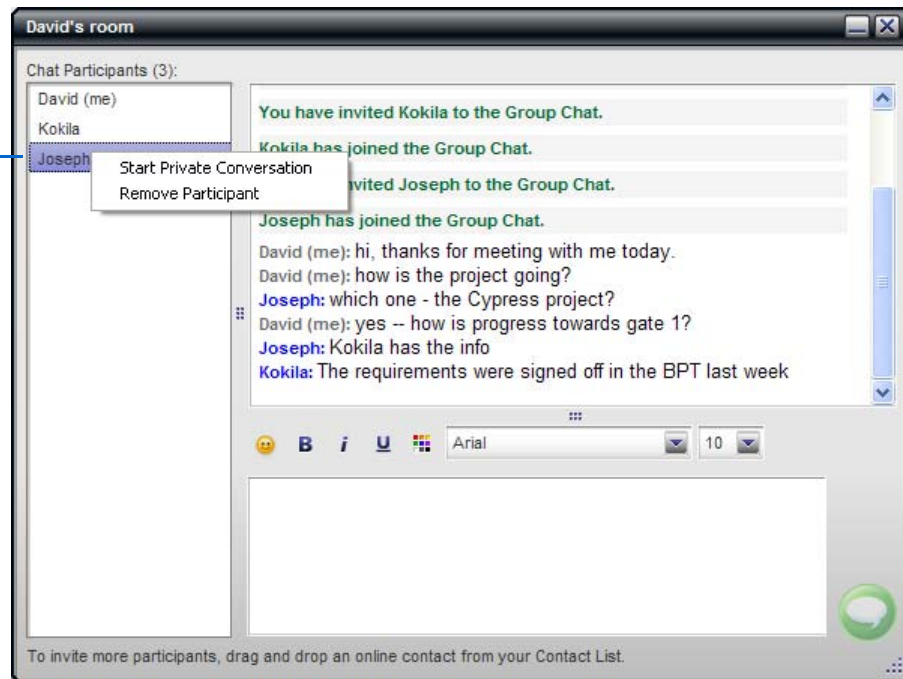 David's room
Chat Participants (3):
David (me)
Kokila
Joseph
Start Private Conversation
Remove Participant
You have invited Kokila to the Group Chat.
Kokila has joined the Group Chat.
invited Joseph to the Group Chat.
Joseph has joined the Group Chat.
David (me): hi, thanks for meeting with me today.
David (me): how is the project going?
Joseph: which one - the Cypress project?
David (me): yes -- how is progress towards gate 1?
Joseph: Kokila has the info
Kokila: The requirements were signed off in the BPT last week
B i U Arial 10
To invite more participants, drag and drop an online contact from your Contact List.